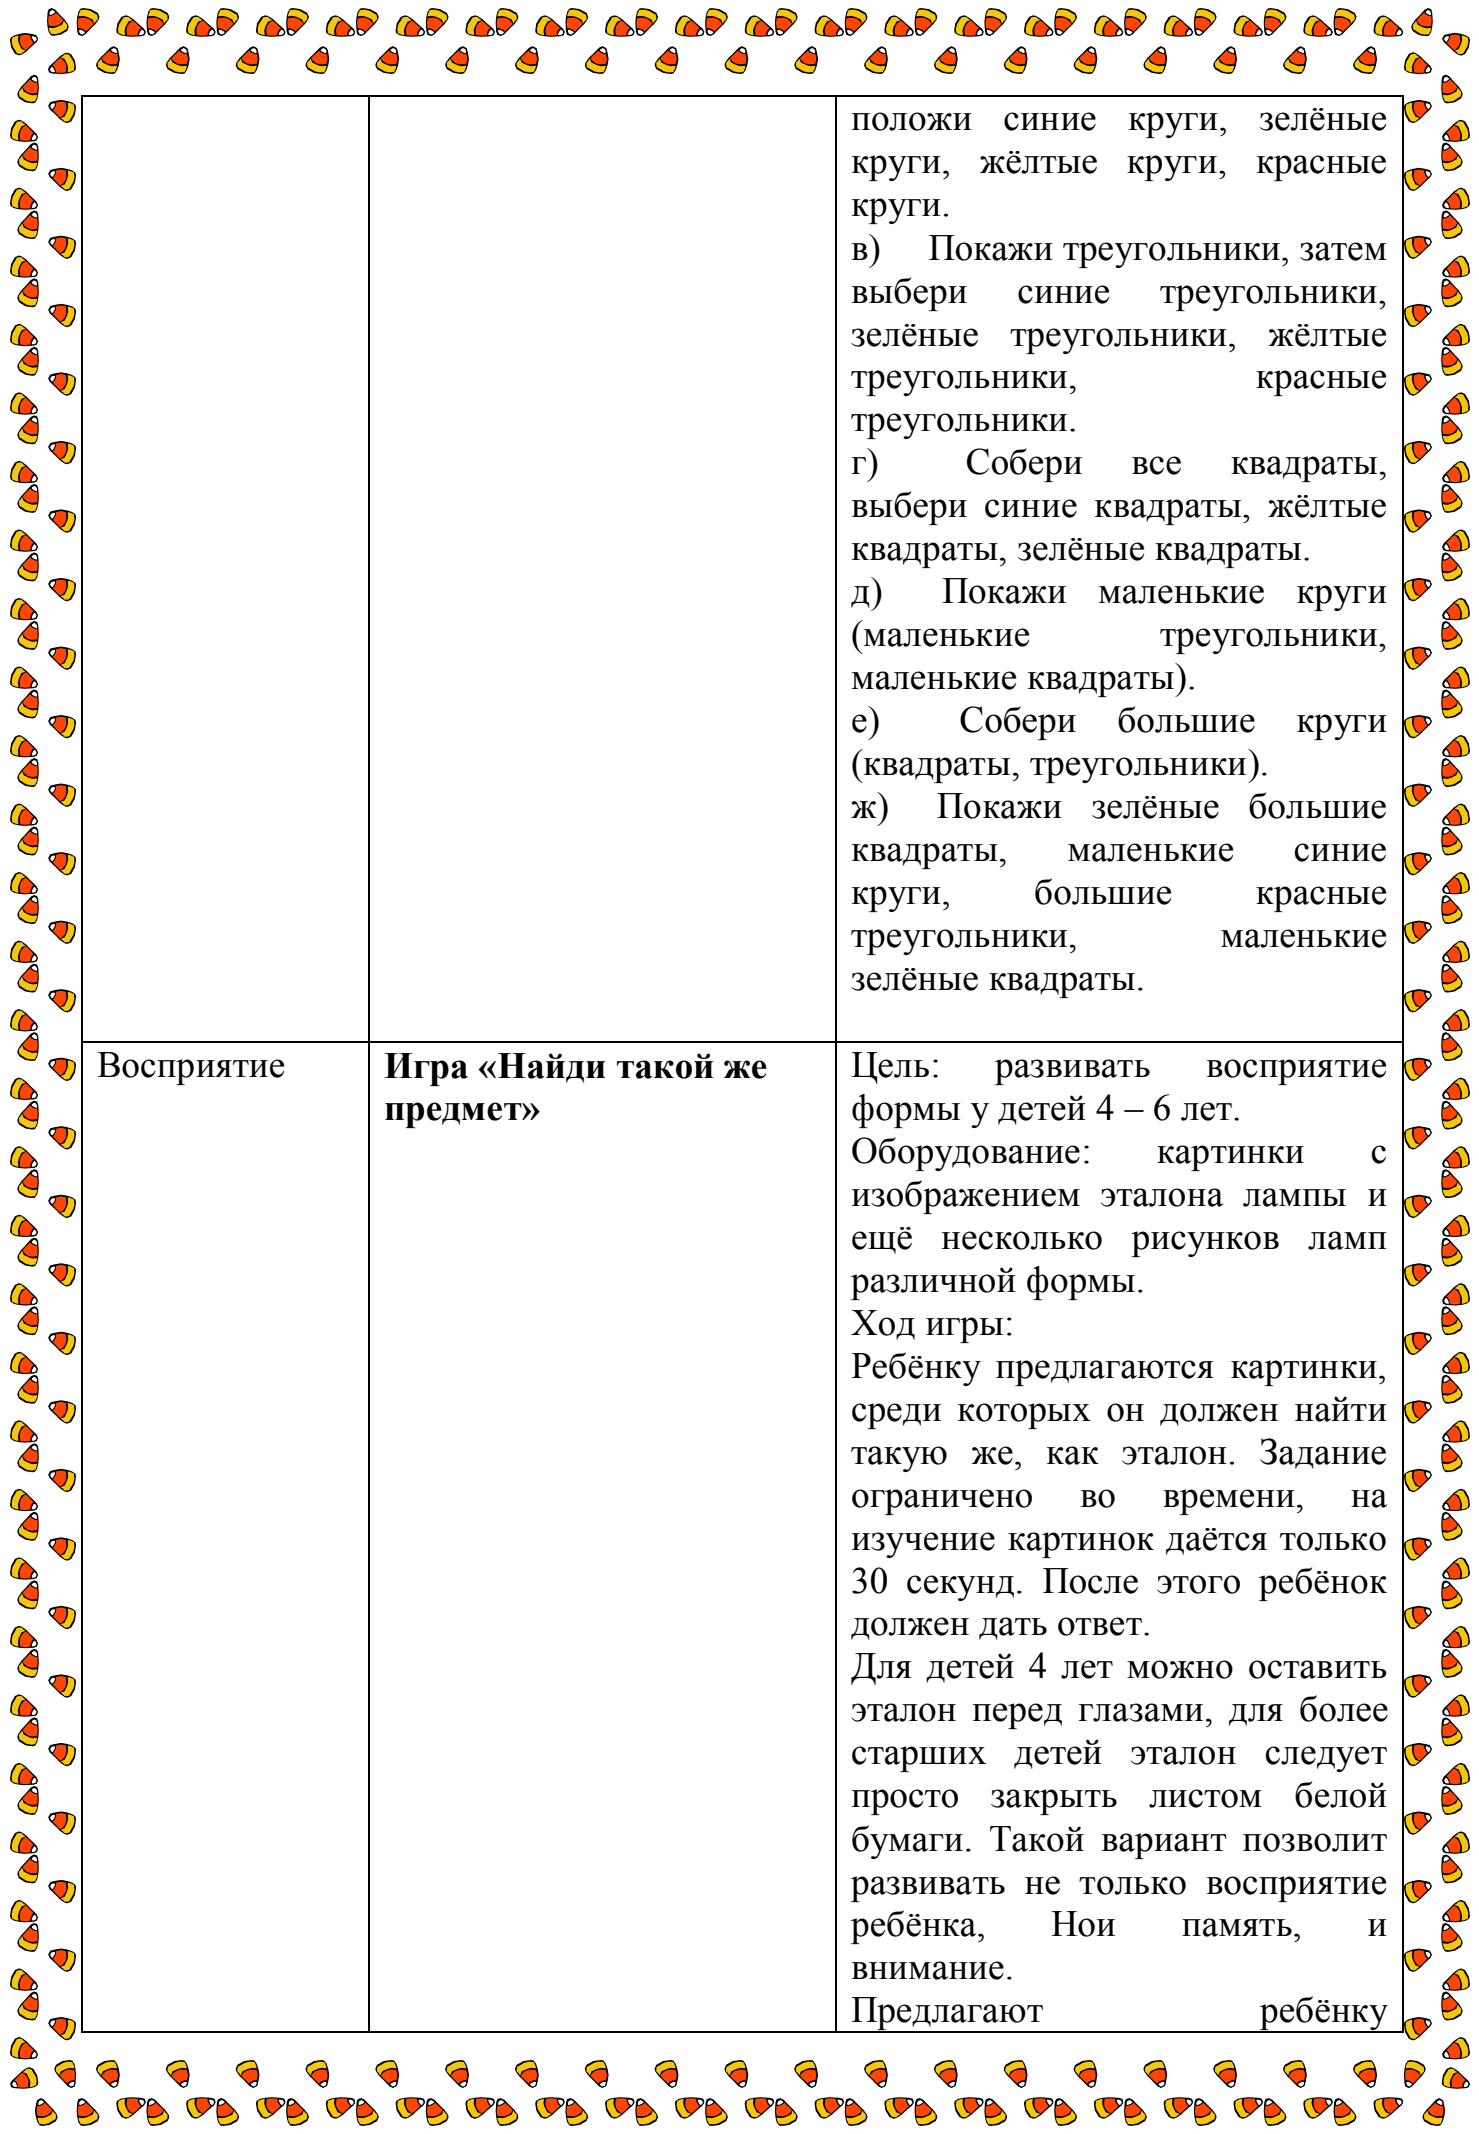 положи синие круги, зелёные
круги, жёлтые круги, красные
круги.
в) Покажи треугольники, затем
выбери синие треугольники,
зелёные треугольники, жёлтые
треугольники, красные
треугольники.
г) Собери все квадраты,
выбери синие квадраты, жёлтые
квадраты, зелёные квадраты.
д) Покажи маленькие круги
(маленькие треугольники,
маленькие квадраты).
е) Собери большие круги
(квадраты, треугольники).
ж) Покажи зелёные большие
квадраты, маленькие синие
круги, большие красные
треугольники, маленькие
зелёные квадраты.
Восприятие
Игра «Найди такой же
предмет»
Цель: развивать восприятие
формы у детей 4 – 6 лет.
Оборудование: картинки с
изображением эталона лампы и
ещё несколько рисунков ламп
различной формы.
Ход игры:
Ребёнку предлагаются картинки,
среди которых он должен найти
такую же, как эталон. Задание
ограничено во времени, на
изучение картинок даётся только
30 секунд. После этого ребёнок
должен дать ответ.
Для детей 4 лет можно оставить
эталон перед глазами, для более
старших детей эталон следует
просто закрыть листом белой
бумаги. Такой вариант позволит
развивать не только восприятие
ребёнка, Нои память, и
внимание.
Предлагают ребёнку